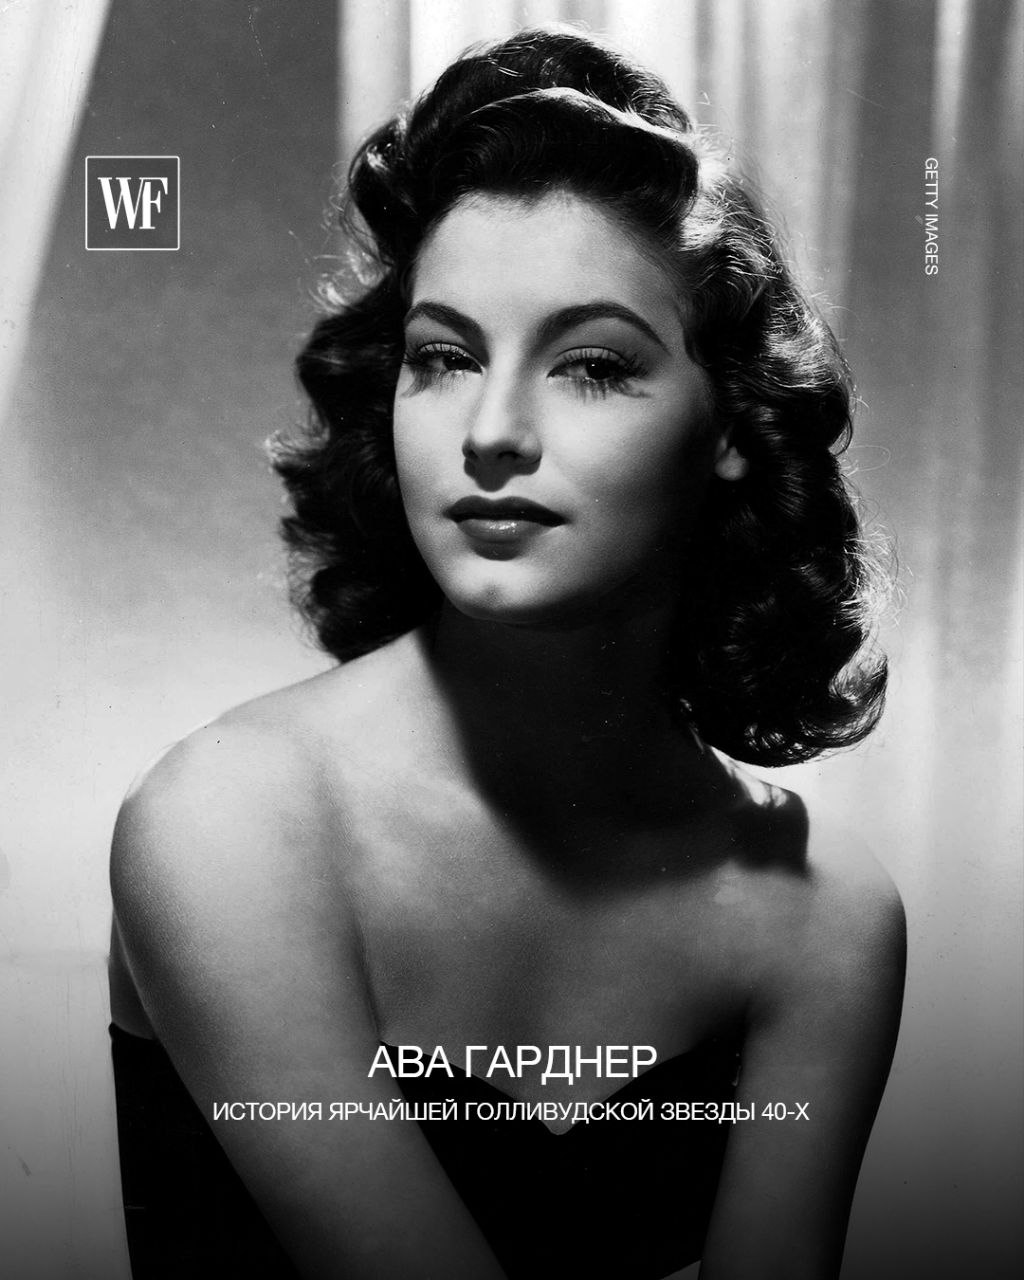 WF
GETTY IMAGES
АВА ГАРДНЕР
ИСТОРИЯ ЯРЧАЙШЕЙ ГОЛЛИВУДСКОЙ ЗВЕЗДЫ 40-Х